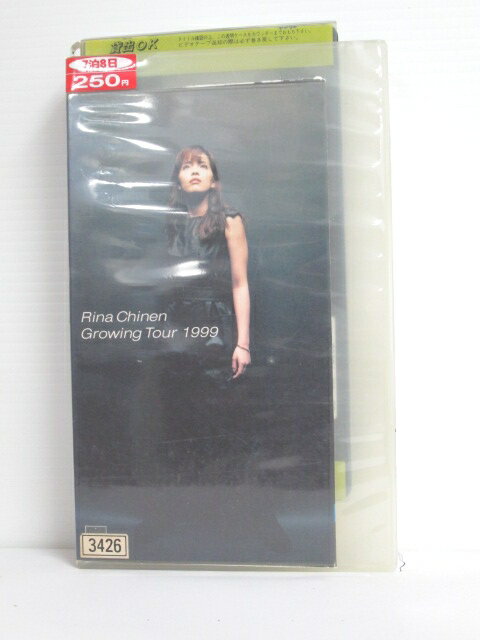 貸出OK
7泊8日
250円
Rina Chinen
Growing Tour 1999
3426